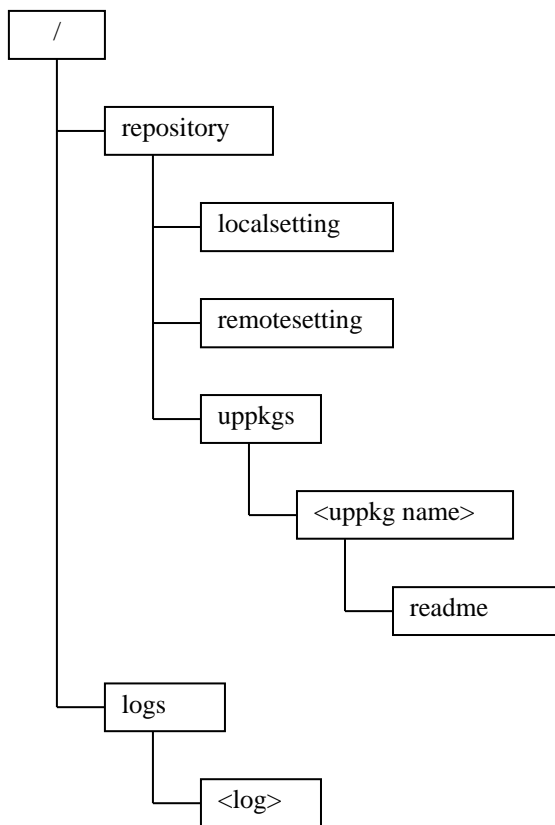 /
repository
localsetting
remotesetting
uppkgs
<uppkg name>
readme
logs
<log>